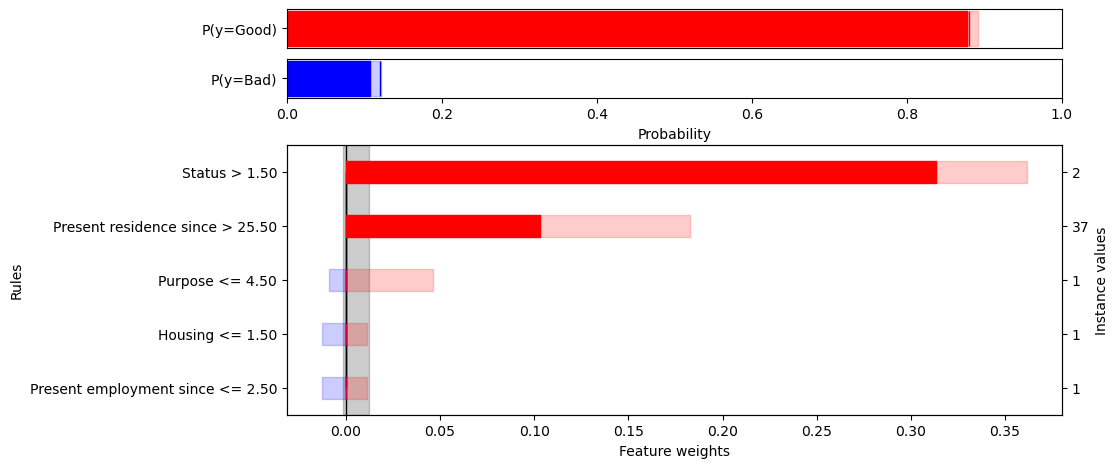 P(y=Good)
P(y=Bad)
0.0 0.2 0.4 0.6 0.8 1.0
Probability
Status > 1.50 2
Present residence since > 25.50 37
Purpose <= 4.50 1
Housing <= 1.50 1
Present employment since <= 2.50 1
Rules
Instance values
0.00 0.05 0.10 0.15 0.20 0.25 0.30 0.35
Feature weights